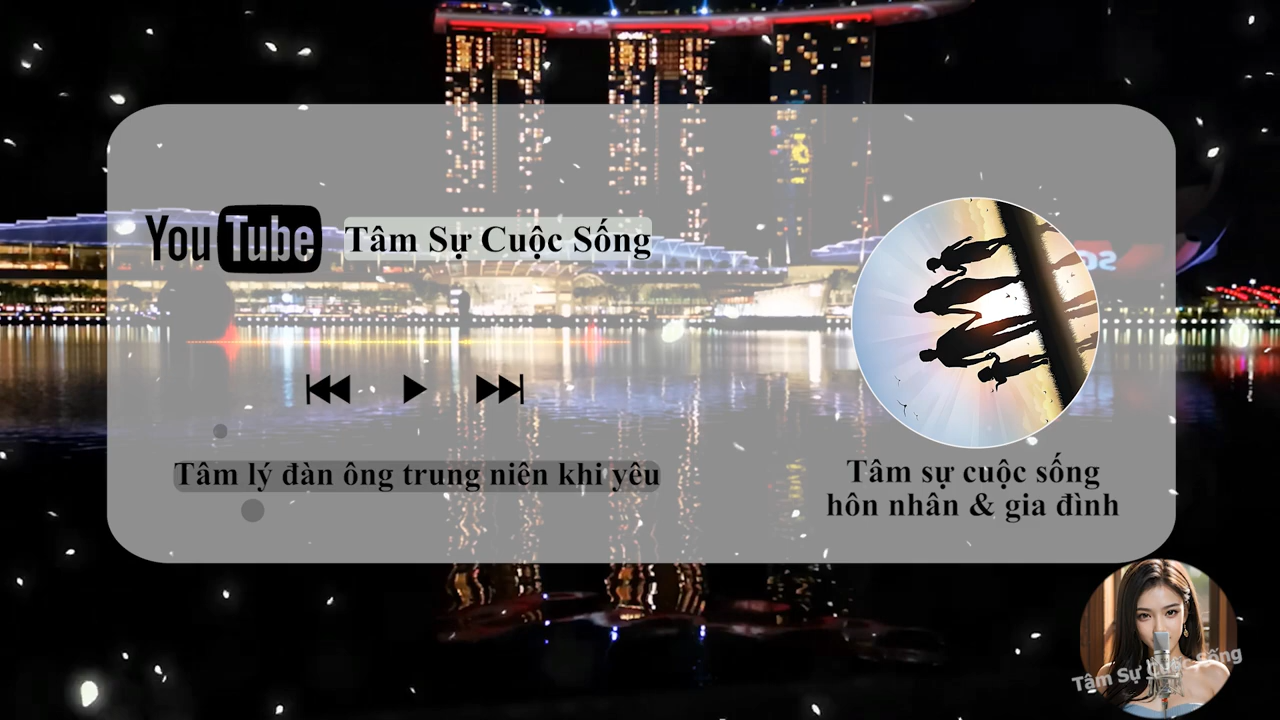 YouTube
Tâm Sự Cuộc Sống
Tâm lý đàn ông trung niên khi yêu
Tâm sự cuộc sống
hôn nhân & gia đình
Tâm Sự Cuộc Sống